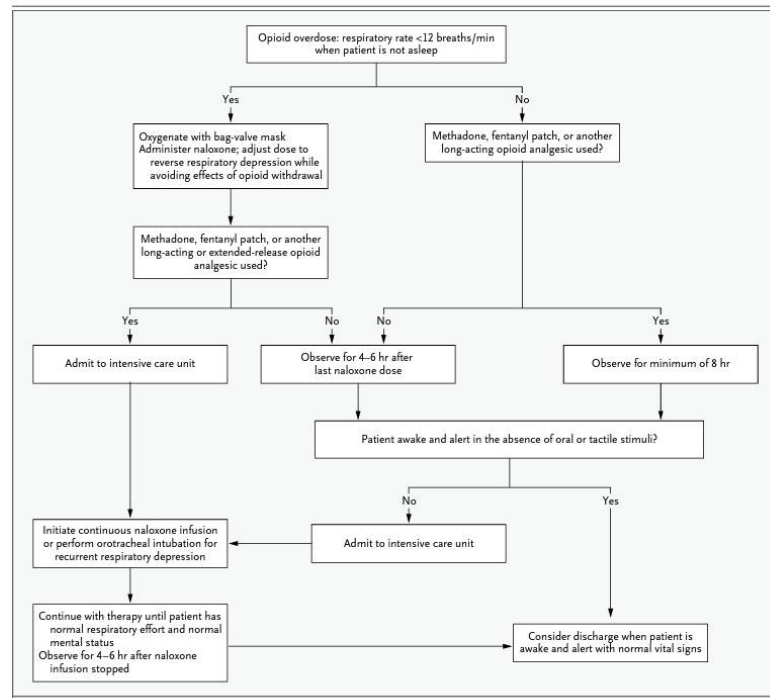 Opioid overdose: respiratory rate <12 breaths/min
when patient is not asleep
Yes
No
Oxygenate with bag-valve mask
Administer naloxone; adjust dose to
reverse respiratory depression while
avoiding effects of opioid withdrawal
Methadone, fentanyl patch, or another
long-acting opioid analgesic used?
Methadone, fentanyl patch, or another
long-acting or extended-release opioid
analgesic used?
Yes
No
No
Yes
Admit to intensive care unit
Observe for 4–6 hr after
last naloxone dose
Observe for minimum of 8 hr
Patient awake and alert in the absence of oral or tactile stimuli?
No
Yes
Initiate continuous naloxone infusion
or perform orotracheal intubation for
recurrent respiratory depression
Admit to intensive care unit
Continue with therapy until patient has
normal respiratory effort and normal
mental status
Observe for 4–6 hr after naloxone
infusion stopped
Consider discharge when patient is
awake and alert with normal vital signs